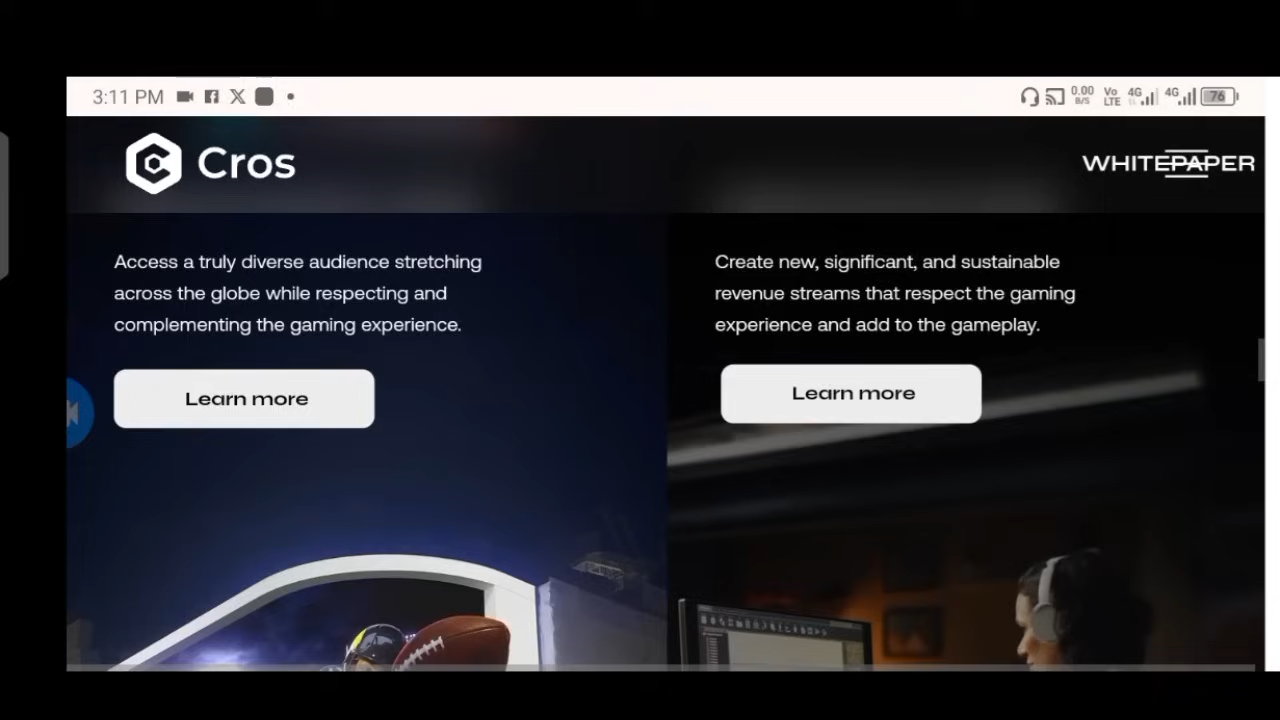 3:11 PM
0.00
B/S
Vo
LTE
4G
4G
76
Cros
WHITEPAPER
Access a truly diverse audience stretching
across the globe while respecting and
complementing the gaming experience.
Learn more
Create new, significant, and sustainable
revenue streams that respect the gaming
experience and add to the gameplay.
Learn more